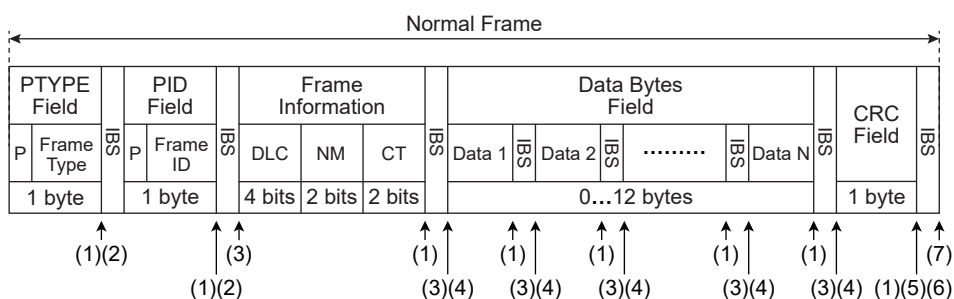 Normal Frame
PTYPE
Field
IBS
PID
Field
IBS
Frame
Information
IBS
Data Bytes
Field
IBS
CRC
Field
IBS
P
Frame
Type
P
Frame
ID
DLC
NM
CT
Data 1
IBS
Data 2
IBS
.........
IBS
Data N
1 byte
1 byte
4 bits
2 bits
2 bits
0...12 bytes
1 byte
(1)(2)
(3)
(1)
(1)
(1)
(1)
(1)
(7)
(1)(2)
(3)(4)
(3)(4)
(3)(4)
(3)(4)
(3)(4)
(1)(5)(6)